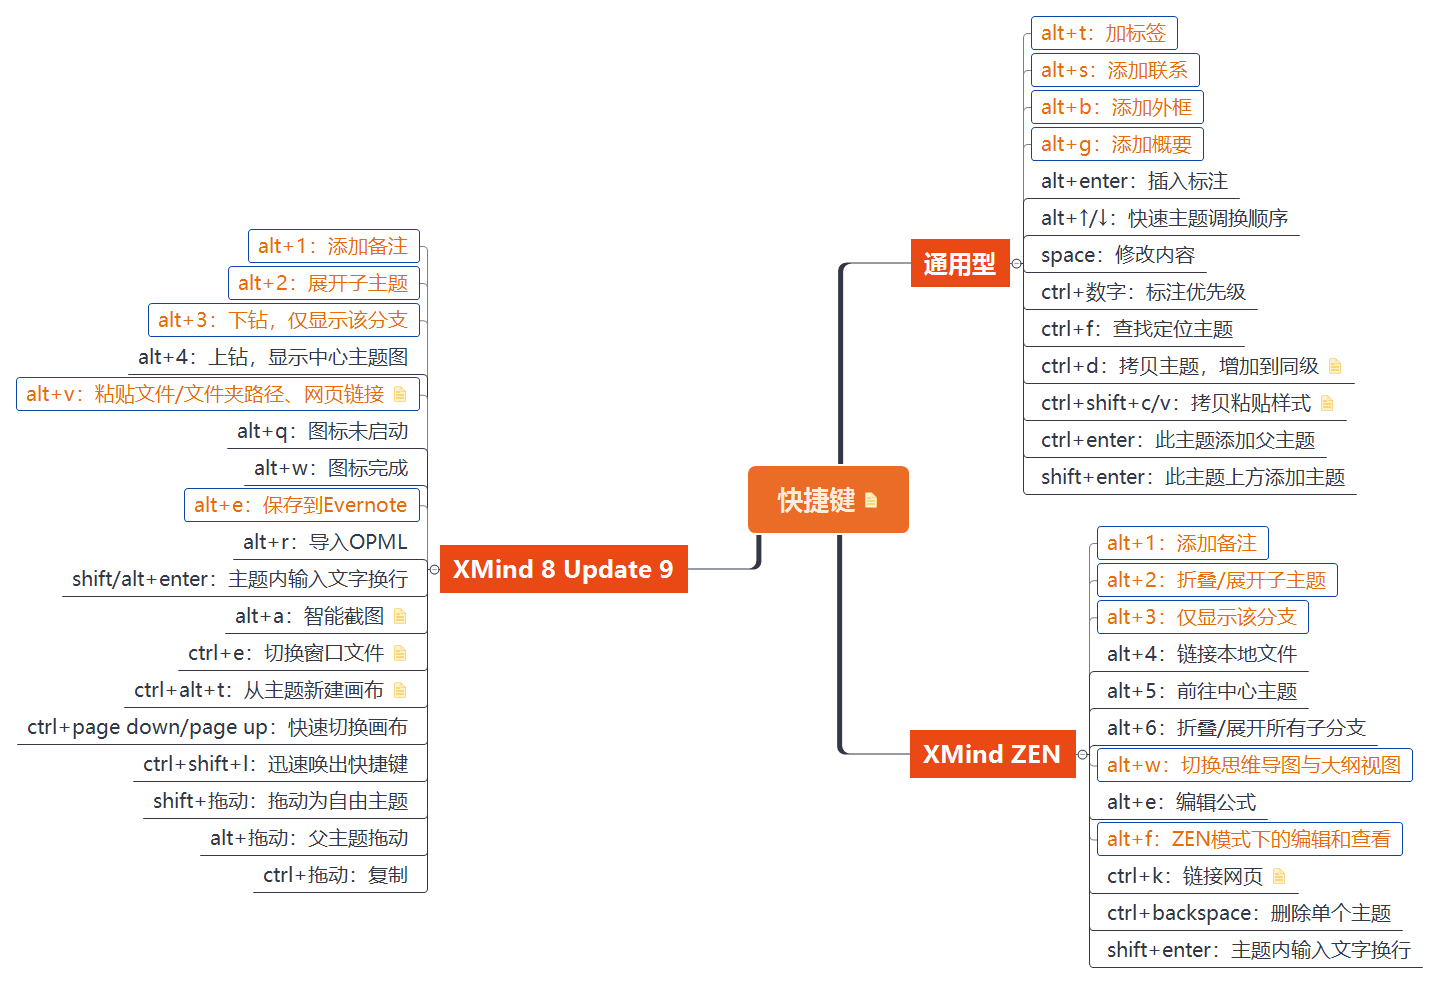 快捷键
通用型
alt+t：加标签
alt+s：添加联系
alt+b：添加外框
alt+g：添加概要
alt+enter：插入标注
alt+↑/↓：快速主题调换顺序
space：修改内容
ctrl+数字：标注优先级
ctrl+f：查找定位主题
ctrl+d：拷贝主题，增加到同级
ctrl+shift+c/v：拷贝粘贴样式
ctrl+enter：此主题添加父主题
shift+enter：此主题上方添加主题
XMind ZEN
alt+1：添加备注
alt+2：折叠/展开子主题
alt+3：仅显示该分支
alt+4：链接本地文件
alt+5：前往中心主题
alt+6：折叠/展开所有子分支
alt+w：切换思维导图与大纲视图
alt+e：编辑公式
alt+f：ZEN模式下的编辑和查看
ctrl+k：链接网页
ctrl+backspace：删除单个主题
shift+enter：主题内输入文字换行
XMind 8 Update 9
alt+1：添加备注
alt+2：展开子主题
alt+3：下钻，仅显示该分支
alt+4：上钻，显示中心主题图
alt+v：粘贴文件/文件夹路径、网页链接
alt+q：图标未启动
alt+w：图标完成
alt+e：保存到Evernote
alt+r：导入OPML
shift/alt+enter：主题内输入文字换行
alt+a：智能截图
ctrl+e：切换窗口文件
ctrl+alt+t：从主题新建画布
ctrl+page down/page up：快速切换画布
ctrl+shift+l：迅速唤出快捷键
shift+拖动：拖动为自由主题
alt+拖动：父主题拖动
ctrl+拖动：复制